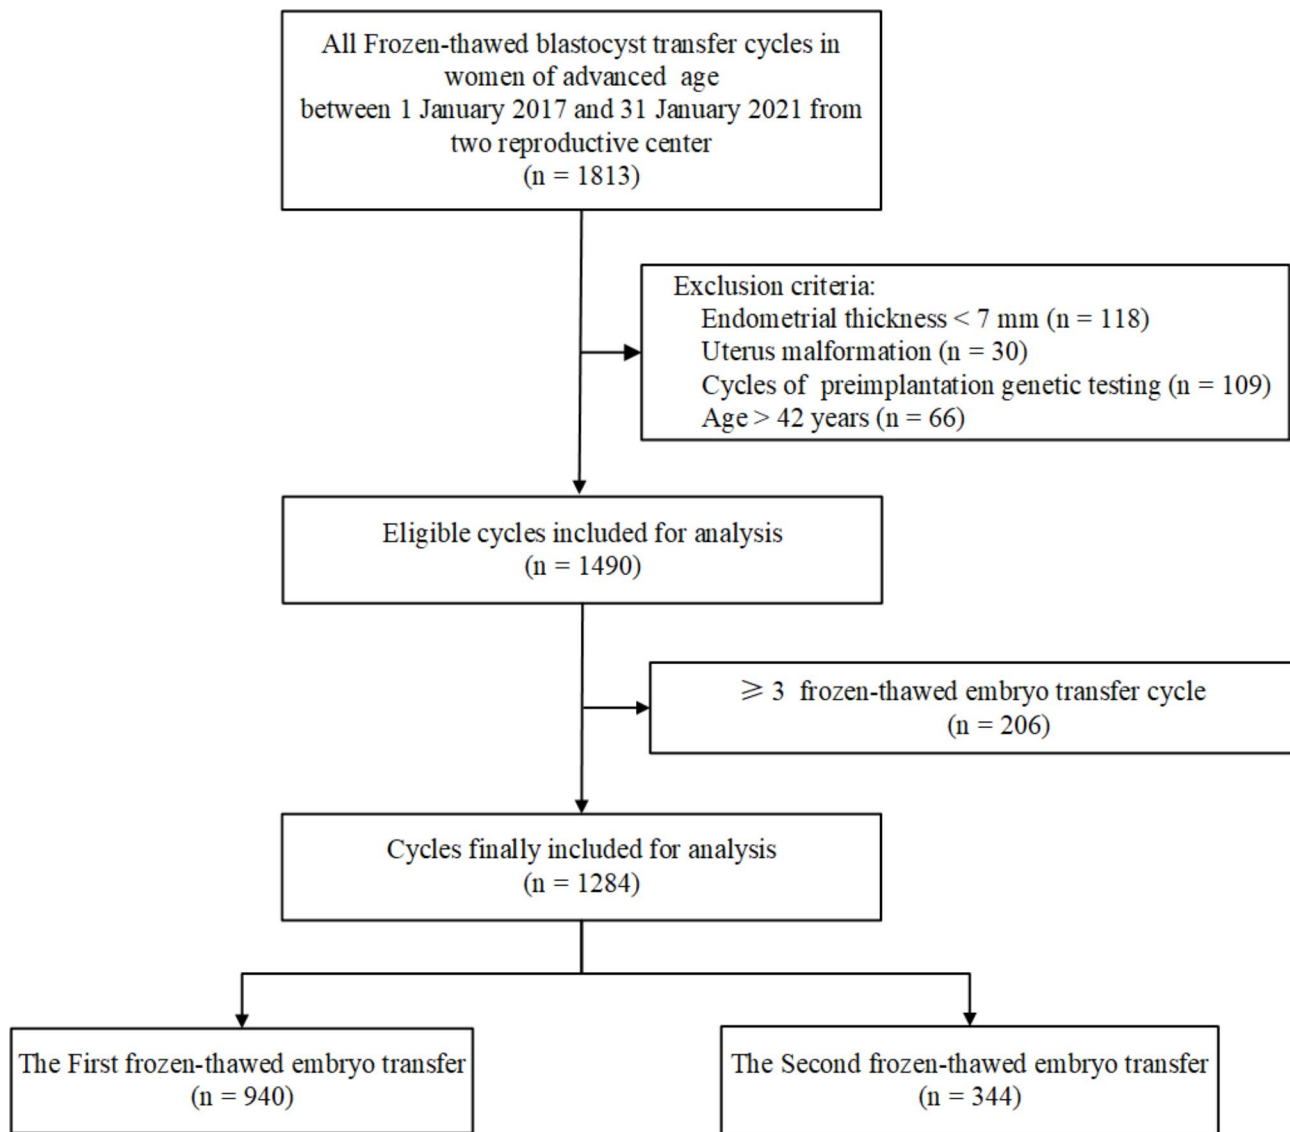 All Frozen-thawed blastocyst transfer cycles in
women of advanced age
between 1 January 2017 and 31 January 2021 from
two reproductive center
(n = 1813)
Exclusion criteria:
Endometrial thickness < 7 mm (n = 118)
Uterus malformation (n = 30)
Cycles of preimplantation genetic testing (n = 109)
Age > 42 years (n = 66)
Eligible cycles included for analysis
(n = 1490)
⩾ 3 frozen-thawed embryo transfer cycle
(n = 206)
Cycles finally included for analysis
(n = 1284)
The First frozen-thawed embryo transfer
(n = 940)
The Second frozen-thawed embryo transfer
(n = 344)